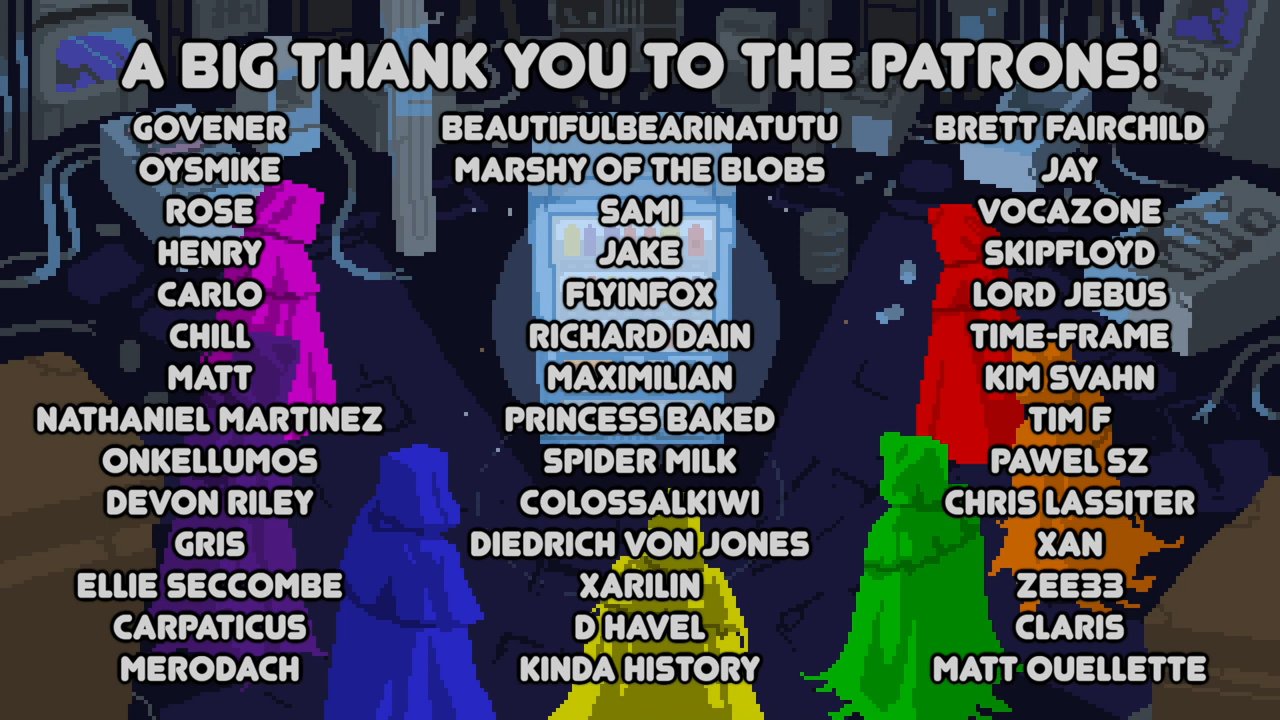 A BIG THANK YOU TO THE PATRONS!
GOVENER
OYSMIKE
ROSE
HENRY
CARLO
CHILL
MATT
NATHANIEL MARTINEZ
ONKELLUMOS
DEVON RILEY
GRIS
ELLIE SECCOMBE
CARPATICUS
MERODACH
BEAUTIFULBEARINATUTU
MARSHY OF THE BLOBS
SAMI
JAKE
FLYINFOX
RICHARD DAIN
MAXIMILIAN
PRINCESS BAKED
SPIDER MILK
COLOSSALKIWI
DIEDRICH VON JONES
XARILIN
D HAVEL
KINDA HISTORY
BRETT FAIRCHILD
JAY
VOCAZONE
SKIPFLOYD
LORD JEBUS
TIME-FRAME
KIM SVAHN
TIM F
PAWEL SZ
CHRIS LASSITER
XAN
ZEE33
CLARIS
MATT OUELLETTE